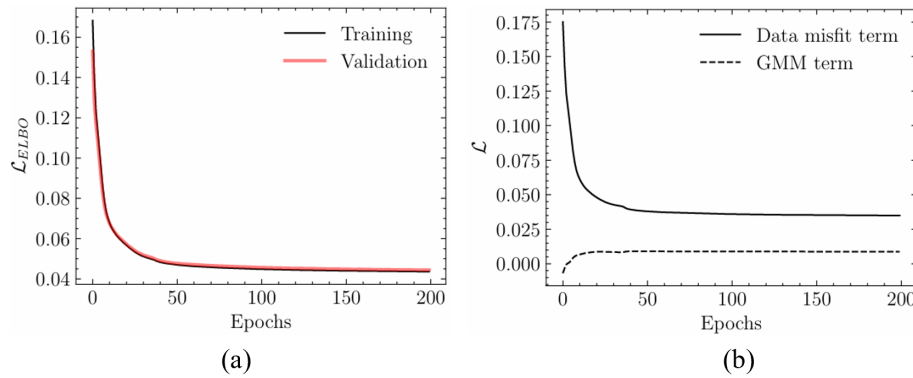 0.16
0.14
0.12
0.10
0.08
0.06
0.04
ℒ_ELBO
Training
Validation
0 50 100 150 200
Epochs
(a)
0.175
0.150
0.125
0.100
0.075
0.050
0.025
0.000
ℒ
Data misfit term
GMM term
0 50 100 150 200
Epochs
(b)